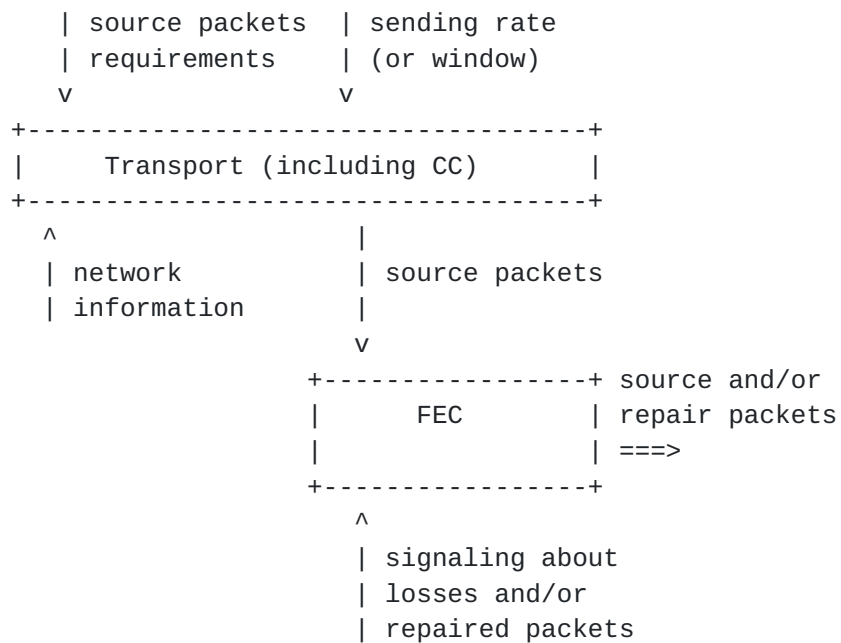 | source packets | sending rate
| requirements | (or window)
v v
+------------------------------------+
| Transport (including CC) |
+------------------------------------+
^ |
| network | source packets
| information |
v
+-----------------+ source and/or
| FEC | repair packets
| | ===>
+-----------------+
^
| signaling about
| losses and/or
| repaired packets